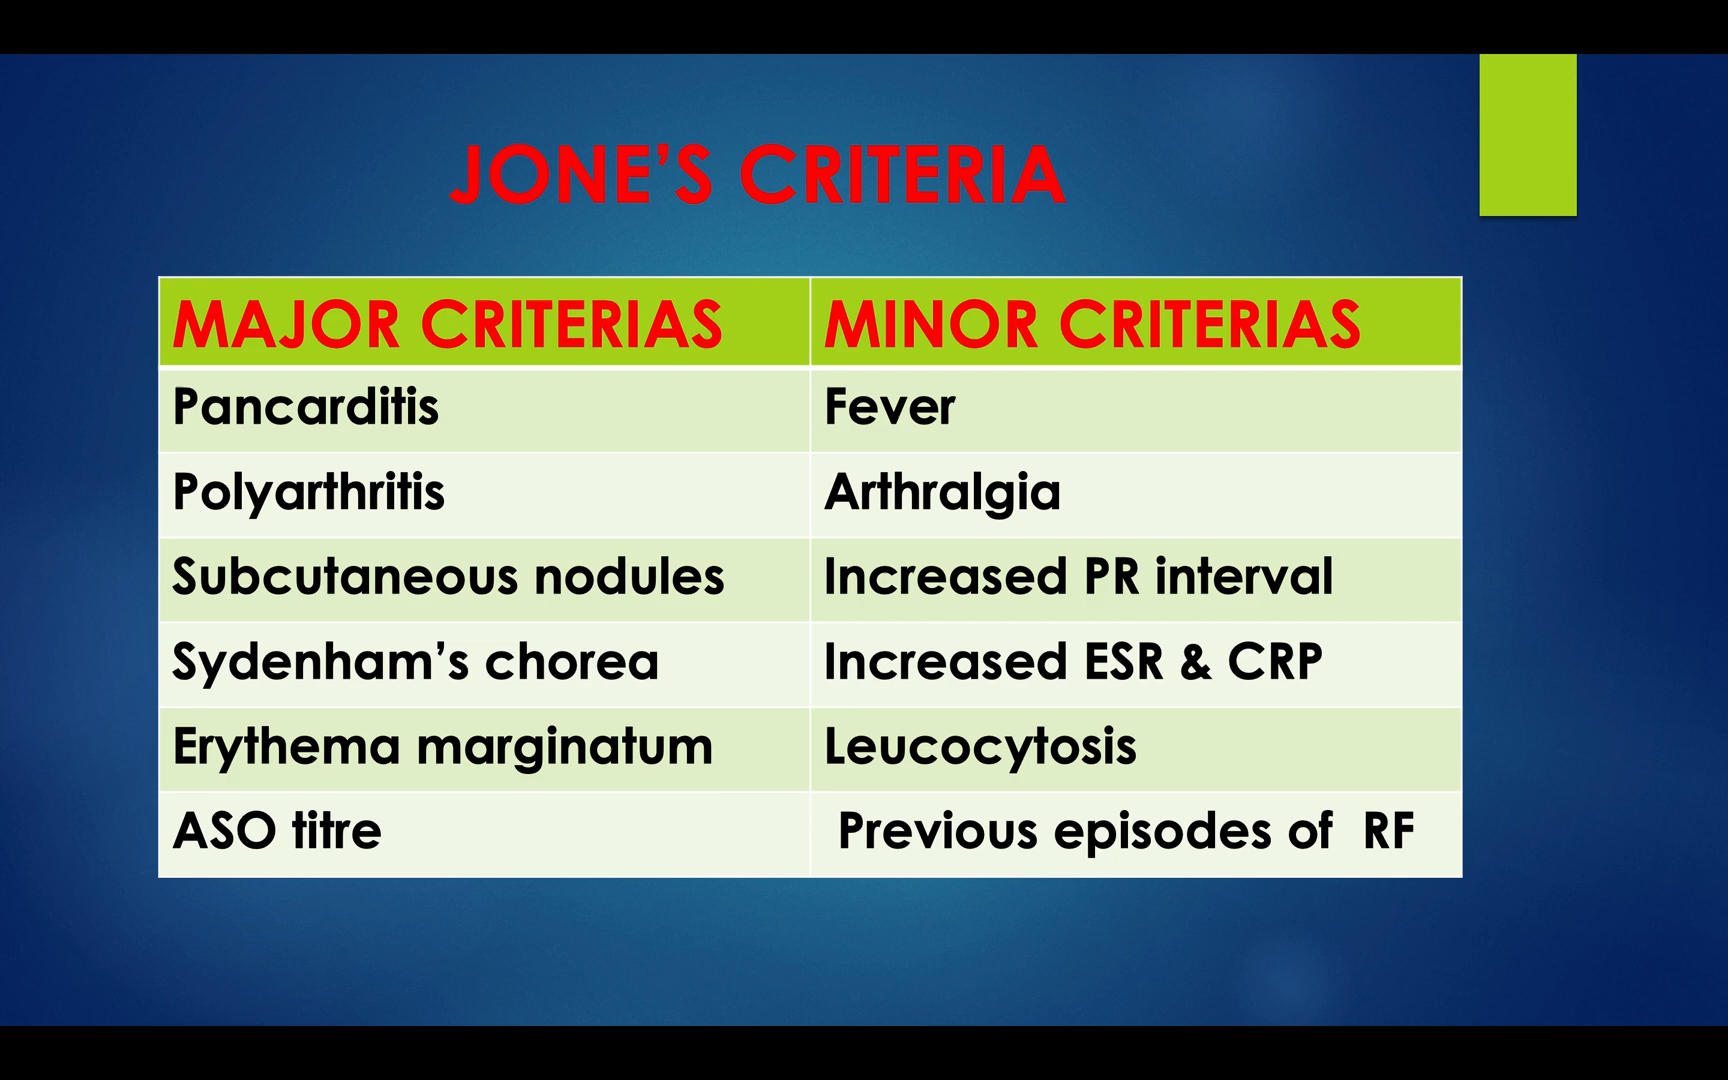 JONE’S CRITERIA
MAJOR CRITERIAS
MINOR CRITERIAS
Pancarditis
Fever
Polyarthritis
Arthralgia
Subcutaneous nodules
Increased PR interval
Sydenham’s chorea
Increased ESR & CRP
Erythema marginatum
Leucocytosis
ASO titre
Previous episodes of RF